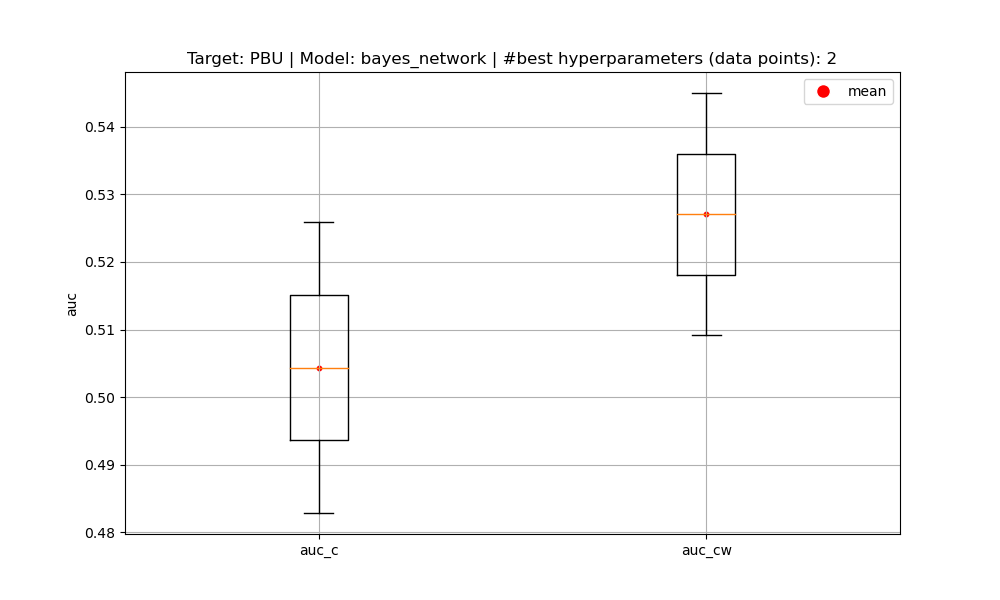 Target: PBU | Model: bayes_network | #best hyperparameters (data points): 2
mean
0.54
0.53
0.52
0.51
0.50
0.49
0.48
auc
auc_c
auc_cw